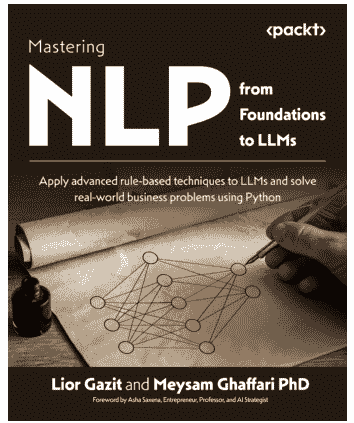 <packt>
Mastering
NLP
from
Foundations
to LLMs
Apply advanced rule-based techniques to LLMs and solve
real-world business problems using Python
Lior Gazit and Meysam Ghaffari PhD
Foreword by Asha Saxena, Entrepreneur, Professor, and AI Strategist